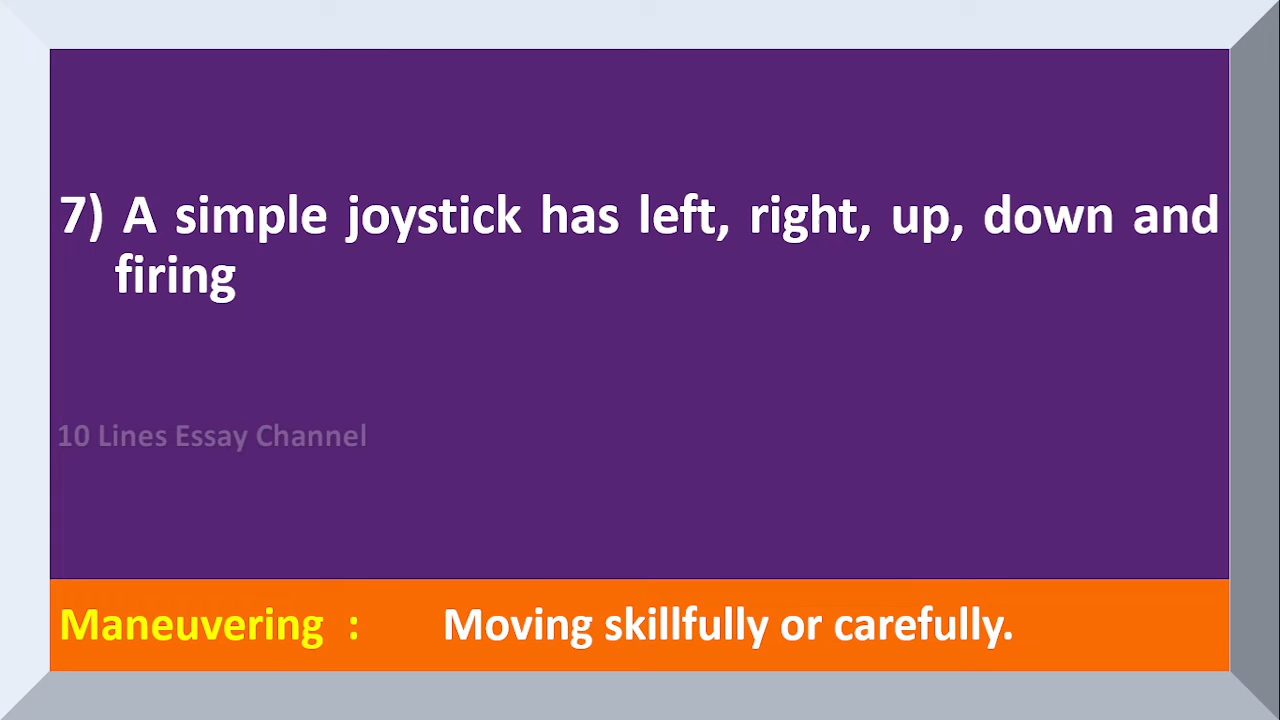 7) A simple joystick has left, right, up, down and
firing
10 Lines Essay Channel
Maneuvering : Moving skillfully or carefully.